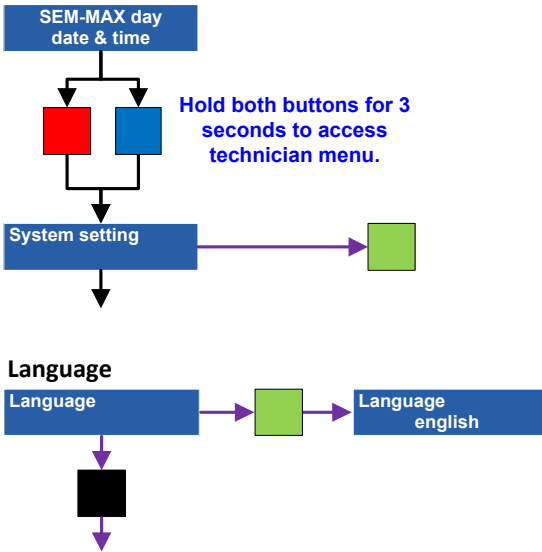 SEM-MAX day
date & time
Hold both buttons for 3
seconds to access
technician menu.
System setting
Language
Language
Language
english